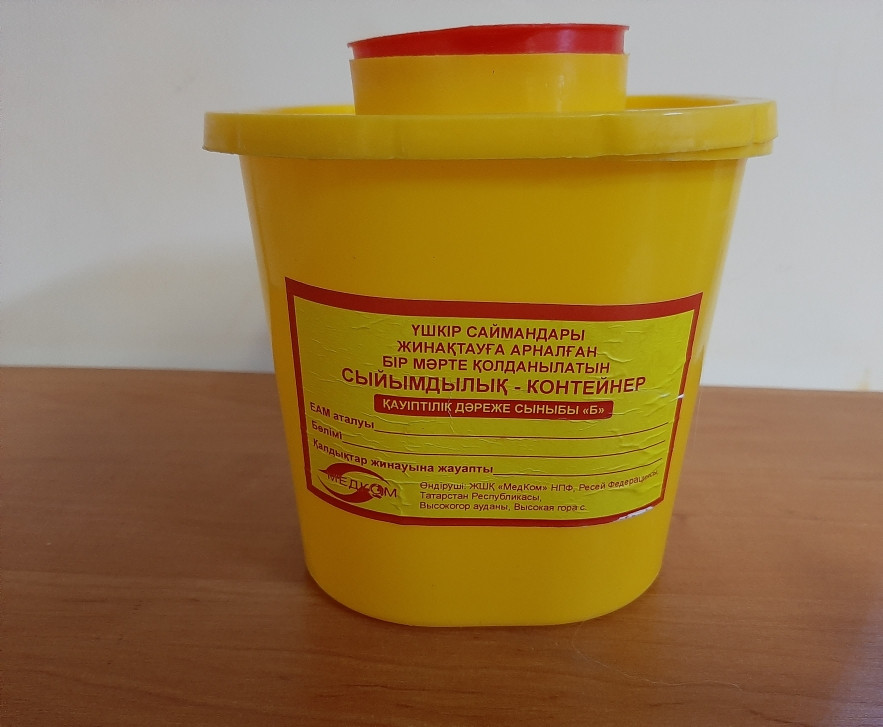 ҮШКІР САЙМАНДАРЫ
ЖИНАҚТАУҒА АРНАЛҒАН
БІР МӘРТЕ ҚОЛДАНЫЛАТЫН
СЫЙЫМДЫЛЫҚ - КОНТЕЙНЕР
ҚАУІПТІЛІК ДӘРЕЖЕ СЫНЫБЫ «Б»
ЕАМ аталуы
Бөлімі
Қалдықтар жинауына жауапты
МЕДКОМ
Өндіруші: ЖШҚ «МедКом» НПФ, Ресей Федерациясы
Татарстан Республикасы,
Высокогор ауданы, Высокая гора с.